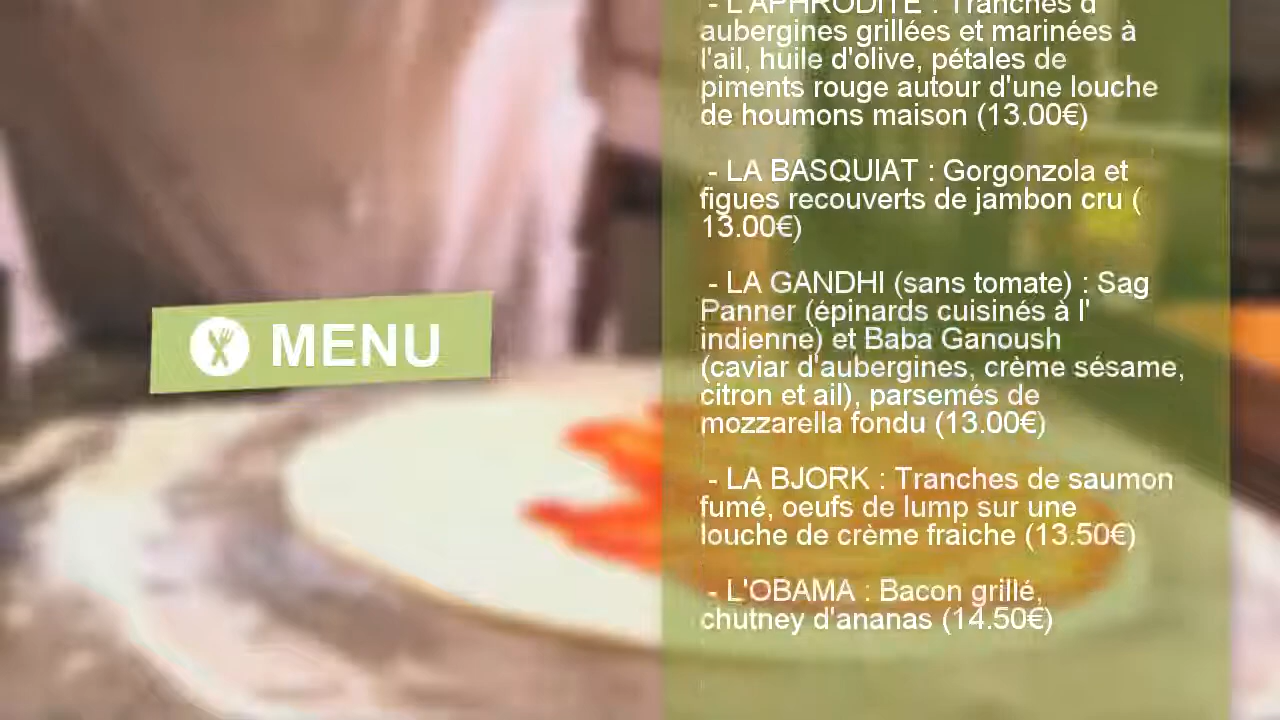 MENU
- L'APHRODITE : Tranches d'
aubergines grillées et marinées à
l'ail, huile d'olive, pétales de
piments rouge autour d'une louche
de houmons maison (13.00€)
- LA BASQUIAT : Gorgonzola et
figues recouverts de jambon cru (
13.00€)
- LA GANDHI (sans tomate) : Sag
Panner (épinards cuisinés à l'
indienne) et Baba Ganoush
(caviar d'aubergines, crème sésame,
citron et ail), parsemés de
mozzarella fondu (13.00€)
- LA BJORK : Tranches de saumon
fumé, oeufs de lump sur une
louche de crème fraiche (13.50€)
- L'OBAMA : Bacon grillé,
chutney d'ananas (14.50€)